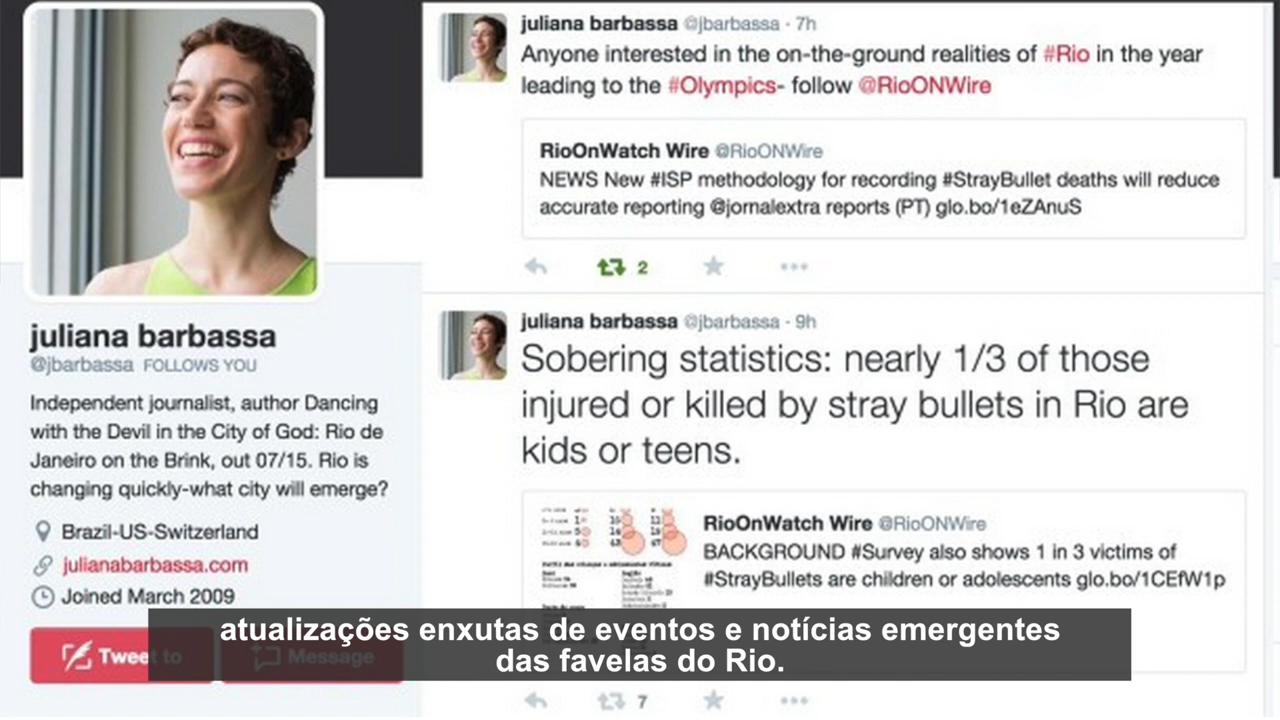 juliana barbassa
@jbarbassa FOLLOWS YOU
Independent journalist, author Dancing
with the Devil in the City of God: Rio de
Janeiro on the Brink, out 07/15. Rio is
changing quickly-what city will emerge?
Brazil-US-Switzerland
julianabarbassa.com
Joined March 2009
Tweet to
Message
juliana barbassa @jbarbassa · 7h
Anyone interested in the on-the-ground realities of #Rio in the year
leading to the #Olympics- follow @RioONWire
RioOnWatch Wire @RioONWire
NEWS New #ISP methodology for recording #StrayBullet deaths will reduce
accurate reporting @jornalextra reports (PT) glo.bo/1eZAnuS
2
juliana barbassa @jbarbassa · 9h
Sobering statistics: nearly 1/3 of those
injured or killed by stray bullets in Rio are
kids or teens.
RioOnWatch Wire @RioONWire
BACKGROUND #Survey also shows 1 in 3 victims of
#StrayBullets are children or adolescents glo.bo/1CEfW1p
7
atualizações enxutas de eventos e notícias emergentes
das favelas do Rio.